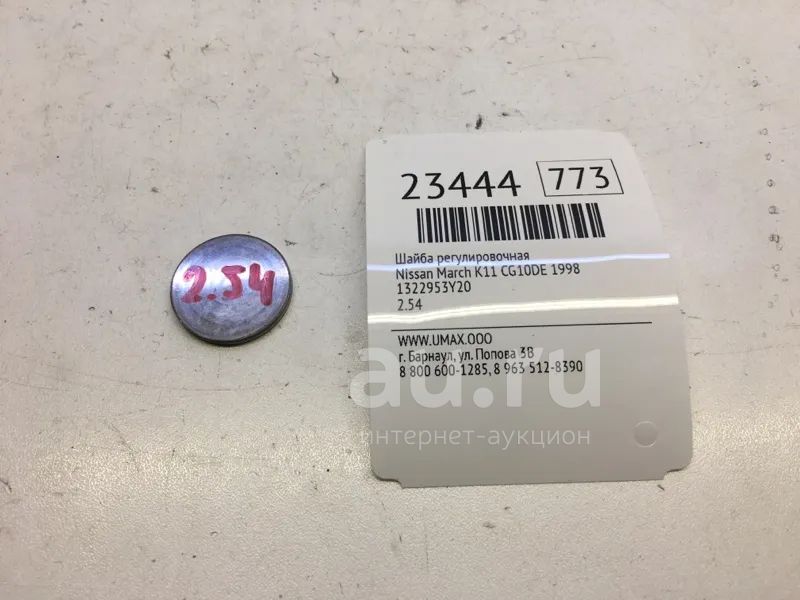 2.54
23444 773
Шайба регулировочная
Nissan March K11 CG10DE 1998
1322953Y20
2.54
WWW.UMAX.OOO
г. Барнаул, ул. Попова 3В
8 800 600-1285, 8 963 512-8390
au.ru
интернет-аукцион